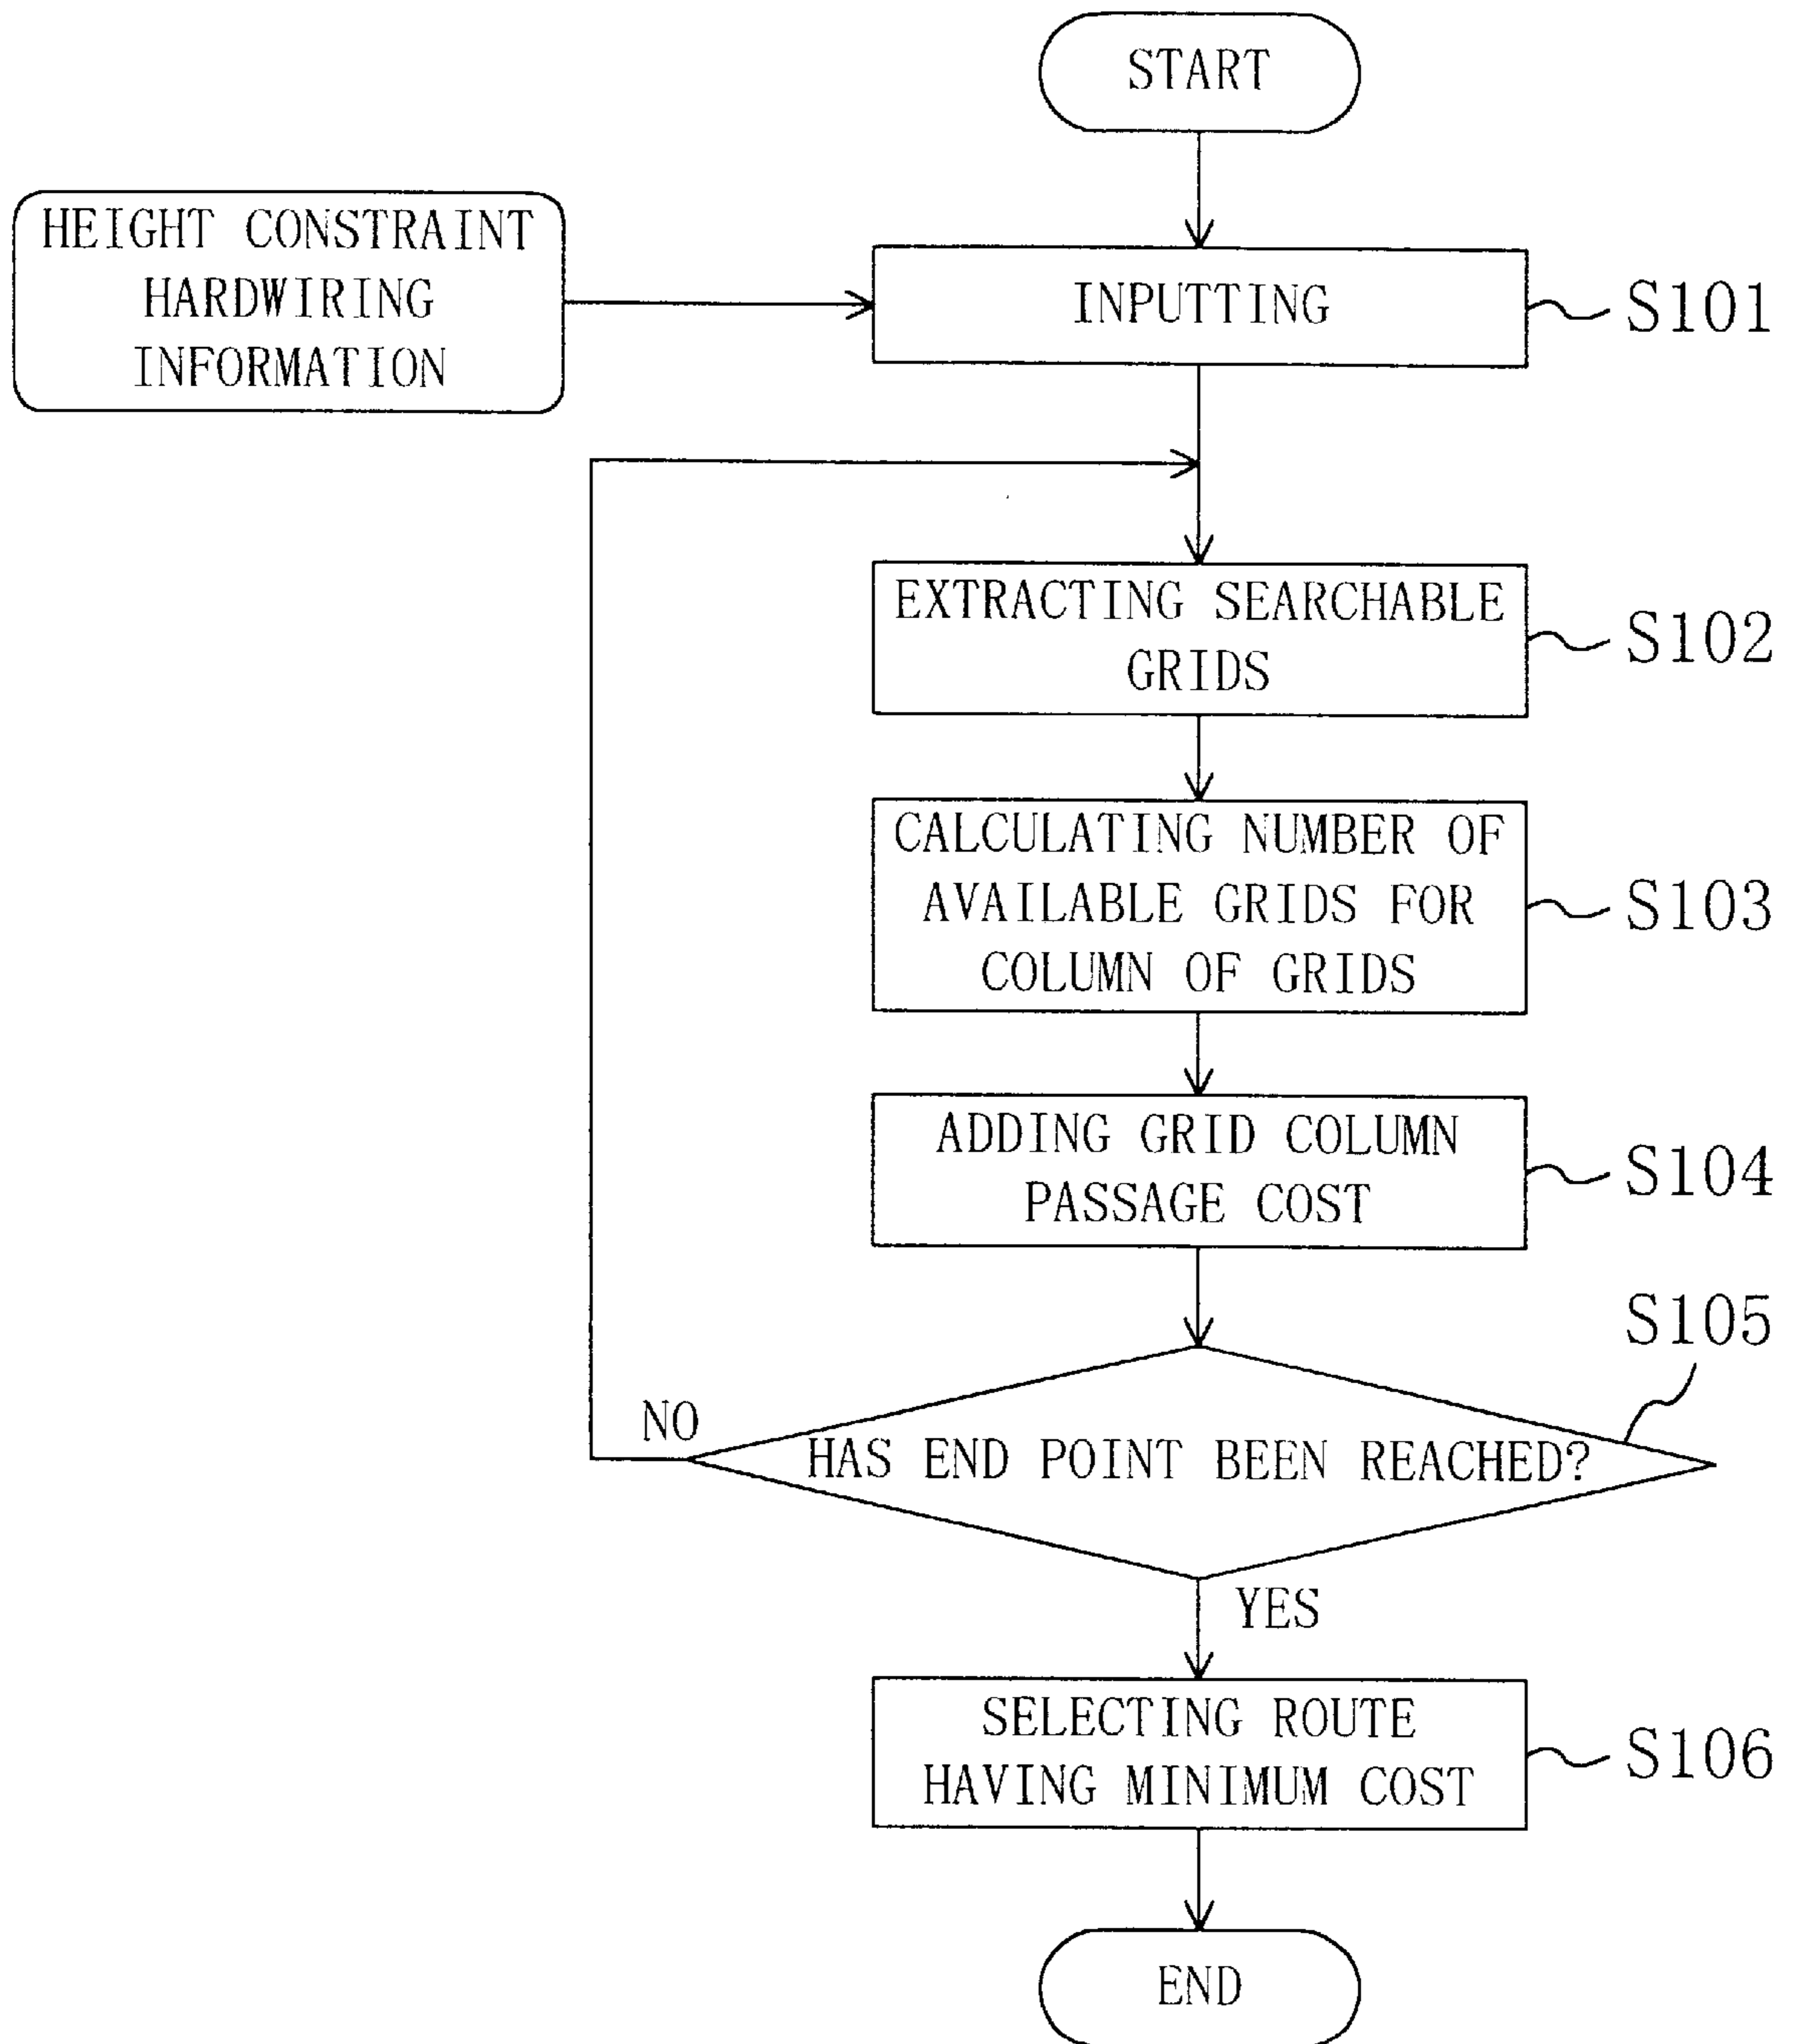 START
HEIGHT CONSTRAINT
HARDWIRING
INFORMATION
INPUTTING
S101
EXTRACTING SEARCHABLE
GRIDS
S102
CALCULATING NUMBER OF
AVAILABLE GRIDS FOR
COLUMN OF GRIDS
S103
ADDING GRID COLUMN
PASSAGE COST
S104
S105
NO
HAS END POINT BEEN REACHED?
YES
SELECTING ROUTE
HAVING MINIMUM COST
S106
END